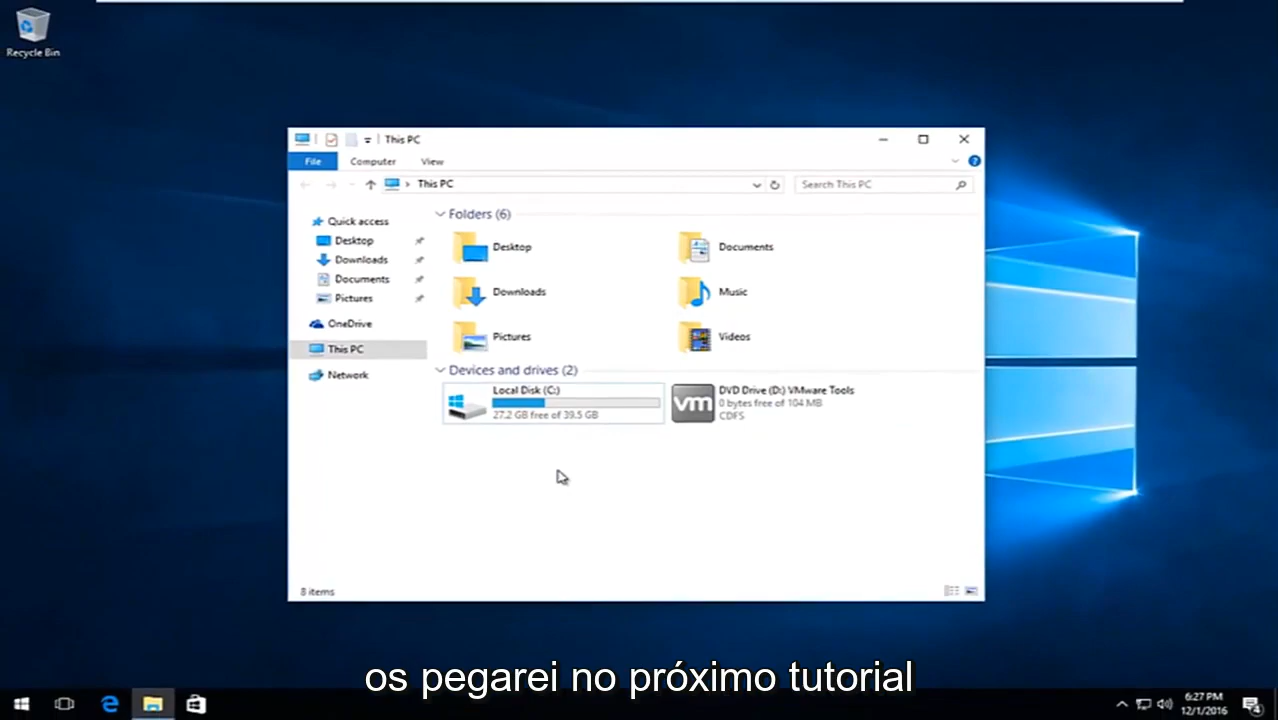 Recycle Bin
This PC
File
Computer
View
This PC
Search This PC
Quick access
Desktop
Downloads
Documents
Pictures
OneDrive
This PC
Network
Folders (6)
Desktop
Documents
Downloads
Music
Pictures
Videos
Devices and drives (2)
Local Disk (C:)
27.2 GB free of 39.5 GB
vm
DVD Drive (D:) VMware Tools
0 bytes free of 104 MB
CDFS
8 items
os pegarei no próximo tutorial
6:27 PM
12/1/2016
4